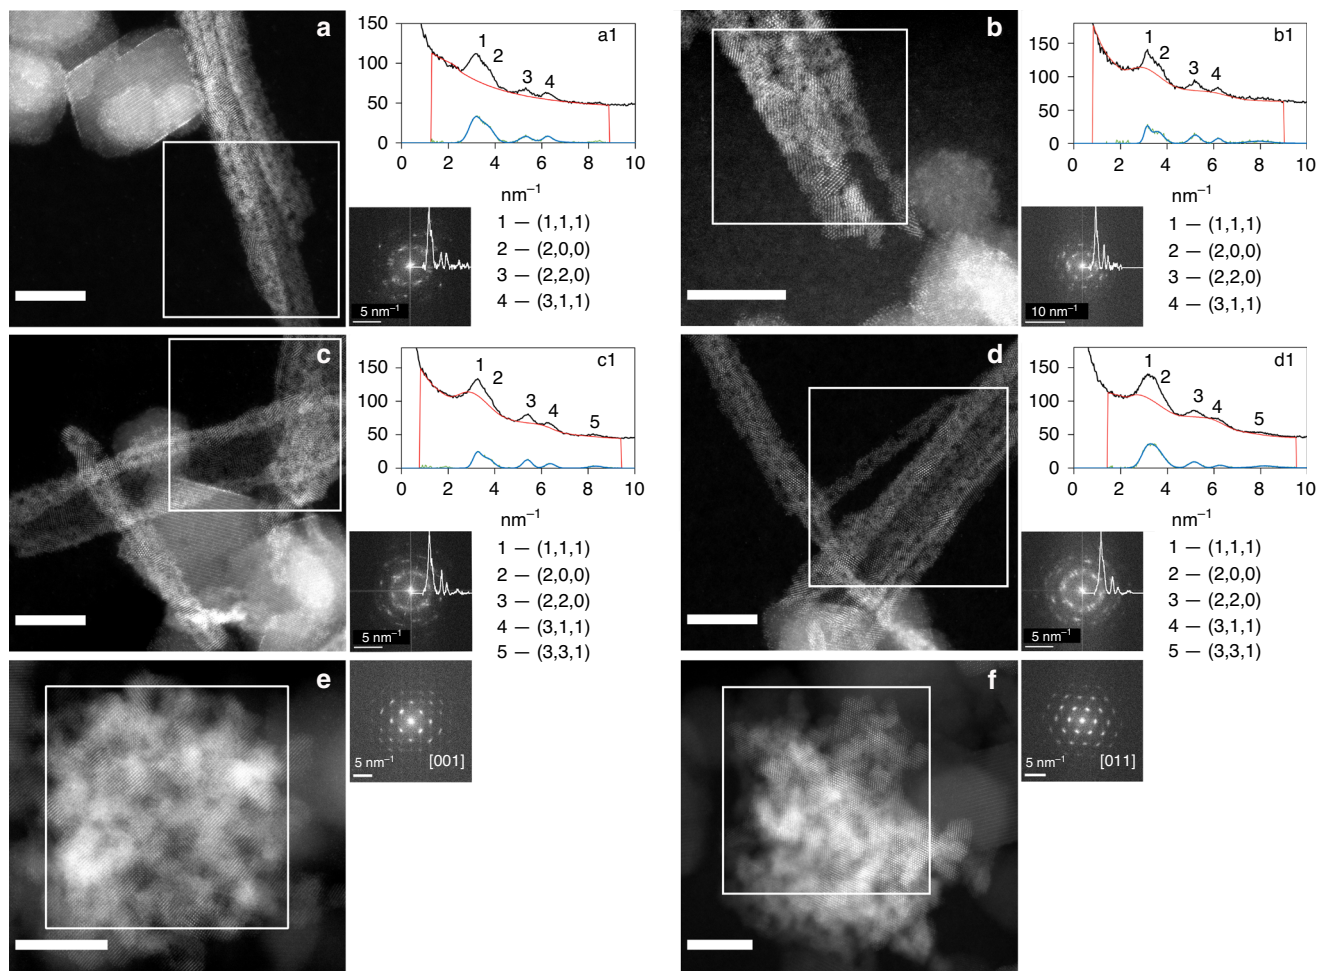 a
a1
150
100
50
0
1
2
3
4
0 2 4 6 8 10
nm⁻¹
5 nm⁻¹
1 — (1,1,1)
2 — (2,0,0)
3 — (2,2,0)
4 — (3,1,1)
b
b1
150
100
50
0
1
2
3
4
0 2 4 6 8 10
nm⁻¹
10 nm⁻¹
1 — (1,1,1)
2 — (2,0,0)
3 — (2,2,0)
4 — (3,1,1)
c
c1
150
100
50
0
1
2
3
4
5
0 2 4 6 8 10
nm⁻¹
5 nm⁻¹
1 — (1,1,1)
2 — (2,0,0)
3 — (2,2,0)
4 — (3,1,1)
5 — (3,3,1)
d
d1
150
100
50
0
1
2
3
4
5
0 2 4 6 8 10
nm⁻¹
5 nm⁻¹
1 — (1,1,1)
2 — (2,0,0)
3 — (2,2,0)
4 — (3,1,1)
5 — (3,3,1)
e
5 nm⁻¹
[001]
f
5 nm⁻¹
[011]